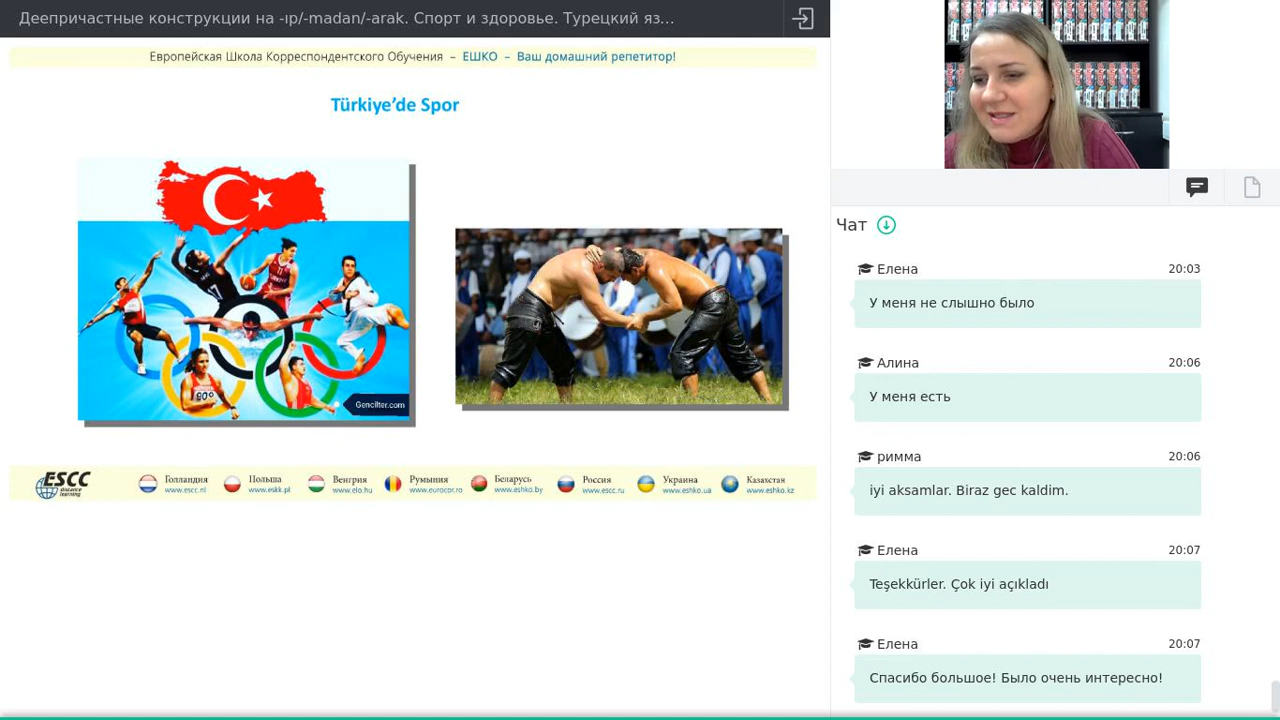 Деепричастные конструкции на -ıp/-madan/-arak. Спорт и здоровье. Турецкий яз...
Европейская Школа Корреспондентского Обучения – ЕШКО – Ваш домашний репетитор!
Türkiye’de Spor
Gencilter.com
ESCC
distance
learning
Голландия
www.escc.nl
Польша
www.eskk.pl
Венгрия
www.elo.hu
Румыния
www.eurocor.ro
Беларусь
www.eshko.by
Россия
www.escc.ru
Украина
www.eshko.ua
Казахстан
www.eshko.kz
Чат
Елена 20:03
У меня не слышно было
Алина 20:06
У меня есть
римма 20:06
iyi aksamlar. Biraz gec kaldim.
Елена 20:07
Teşekkürler. Çok iyi açıkladı
Елена 20:07
Спасибо большое! Было очень интересно!